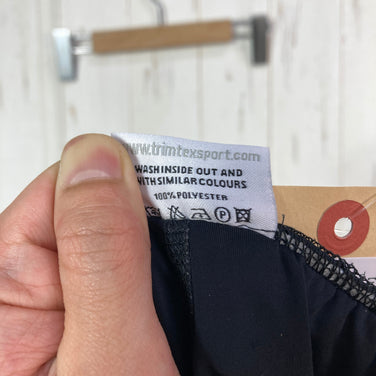 www.trimtexsport.com
WASH INSIDE OUT AND
WITH SIMILAR COLOURS
100% POLYESTER